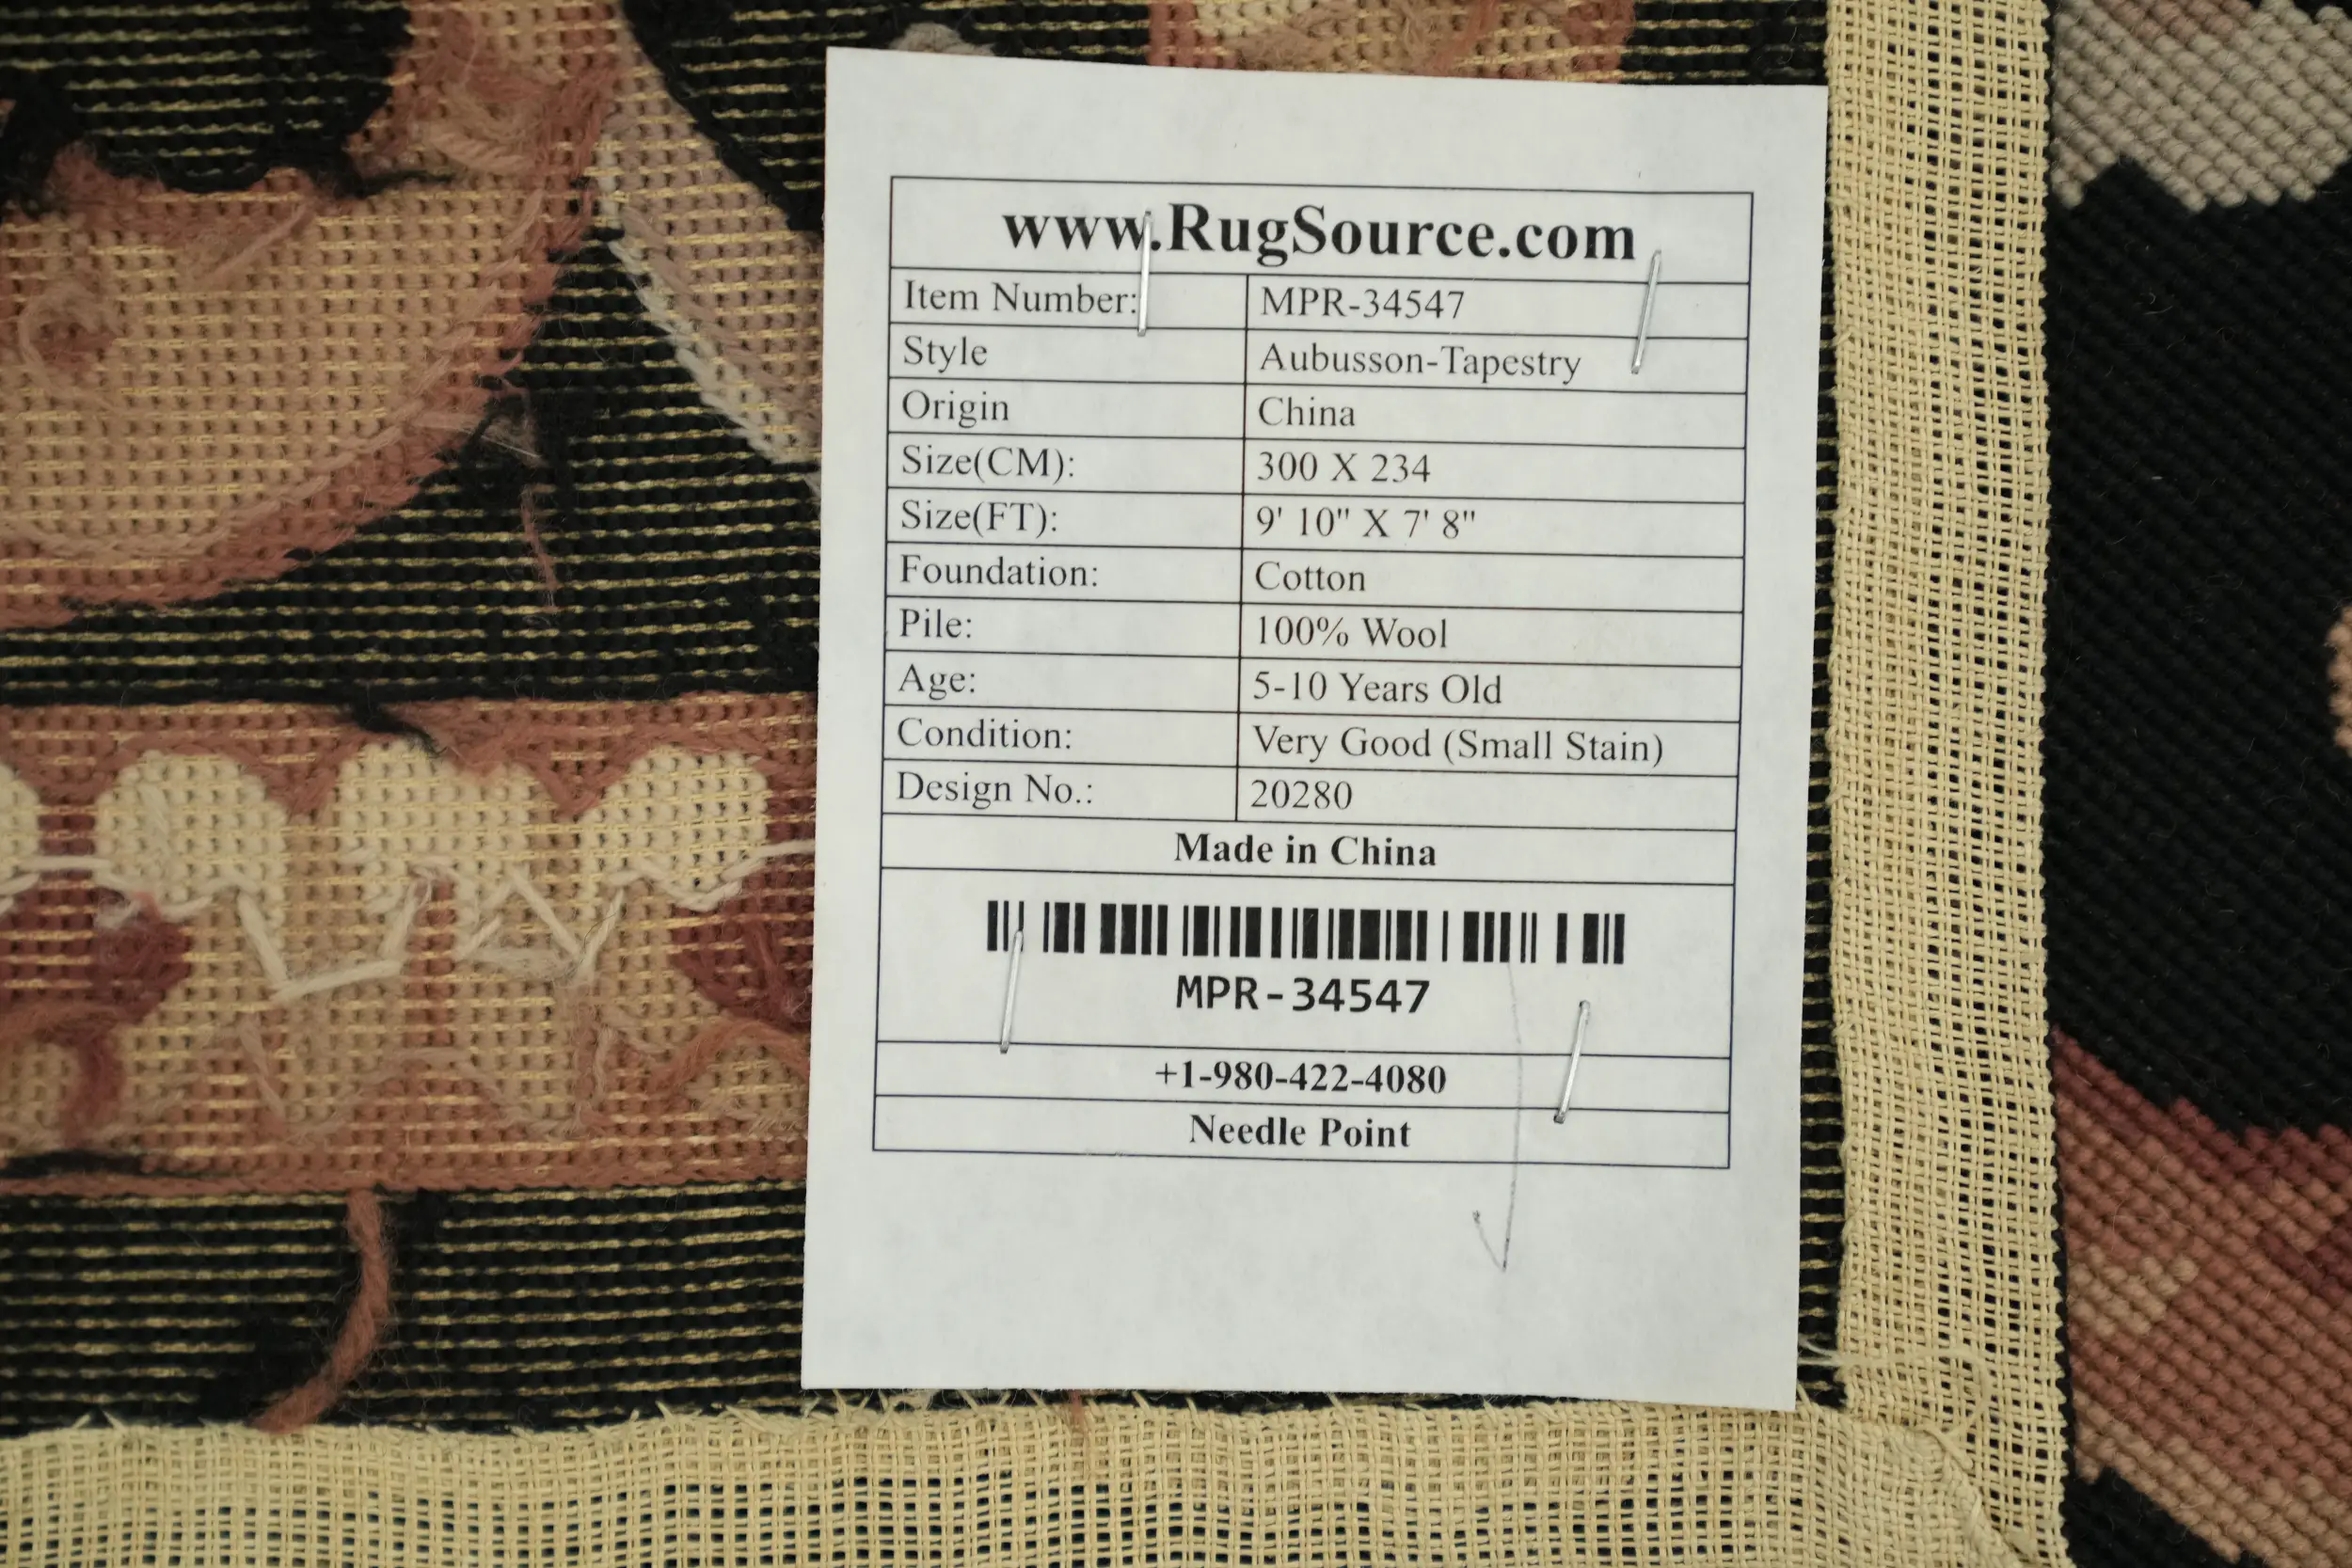 www.RugSource.com
Item Number: MPR-34547
Style Aubusson-Tapestry
Origin China
Size(CM): 300 X 234
Size(FT): 9' 10" X 7' 8"
Foundation: Cotton
Pile: 100% Wool
Age: 5-10 Years Old
Condition: Very Good (Small Stain)
Design No.: 20280
Made in China
MPR-34547
+1-980-422-4080
Needle Point